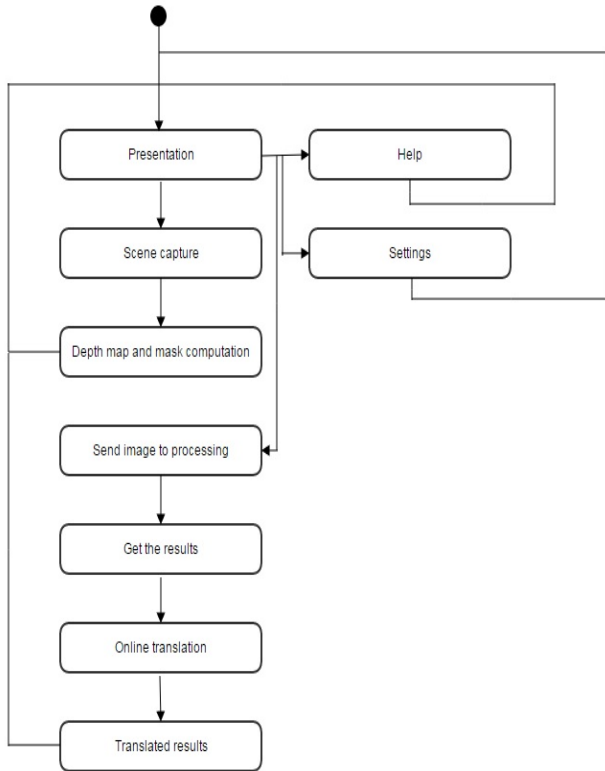 Presentation
Help
Scene capture
Settings
Depth map and mask computation
Send image to processing
Get the results
Online translation
Translated results